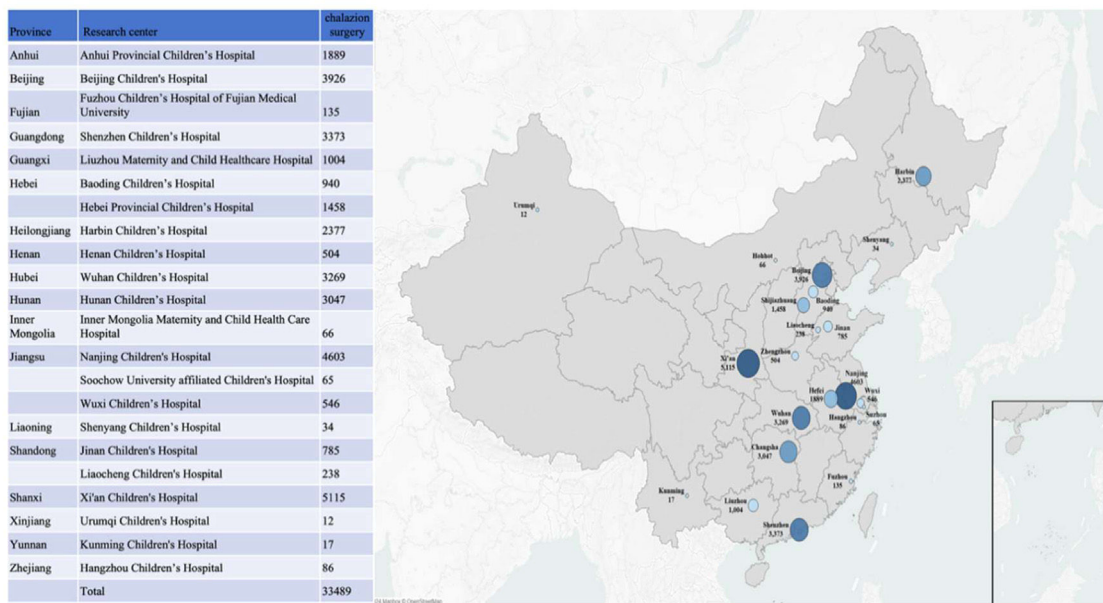 Province Research center chalazion surgery
Anhui Anhui Provincial Children's Hospital 1889
Beijing Beijing Children's Hospital 3926
Fujian Fuzhou Children's Hospital of Fujian Medical University 135
Guangdong Shenzhen Children's Hospital 3373
Guangxi Liuzhou Maternity and Child Healthcare Hospital 1004
Hebei Baoding Children's Hospital 940
Hebei Provincial Children's Hospital 1458
Heilongjiang Harbin Children's Hospital 2377
Henan Henan Children's Hospital 504
Hubei Wuhan Children's Hospital 3269
Hunan Hunan Children's Hospital 3047
Inner Mongolia Inner Mongolia Maternity and Child Health Care Hospital 66
Jiangsu Nanjing Children's Hospital 4603
Soochow University affiliated Children's Hospital 65
Wuxi Children's Hospital 546
Liaoning Shenyang Children's Hospital 34
Shandong Jinan Children's Hospital 785
Liaocheng Children's Hospital 238
Shanxi Xi'an Children's Hospital 5115
Xinjiang Urumqi Children's Hospital 12
Yunnan Kunming Children's Hospital 17
Zhejiang Hangzhou Children's Hospital 86
Total 33489
Harbin
2,377
Urumqi
12
Shenyang
34
Hohhot
66
Beijing
3,926
Shijiazhuang
1,458
Baoding
940
Liaocheng
238
Jinan
785
Zhengzhou
504
Xi'an
5,115
Nanjing
4603
Hefei
1889
Wuxi
546
Suzhou
65
Hangzhou
86
Wuhan
3,269
Changsha
3,047
Fuzhou
135
Kunming
17
Liuzhou
1,004
Shenzhen
3,373
© OpenStreetMap